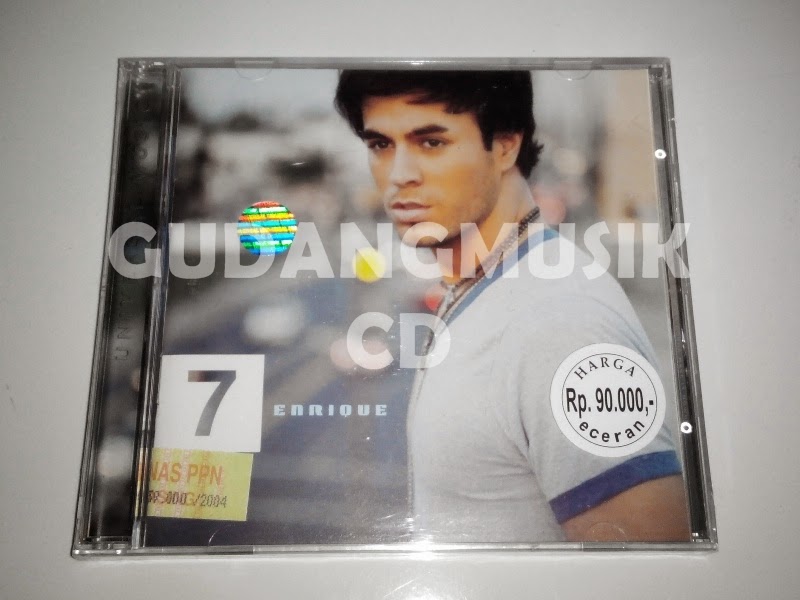 GUDANGMUSIK
CD
7
ENRIQUE
HARGA
Rp. 90.000,-
eceran
NAS PPN
/2004